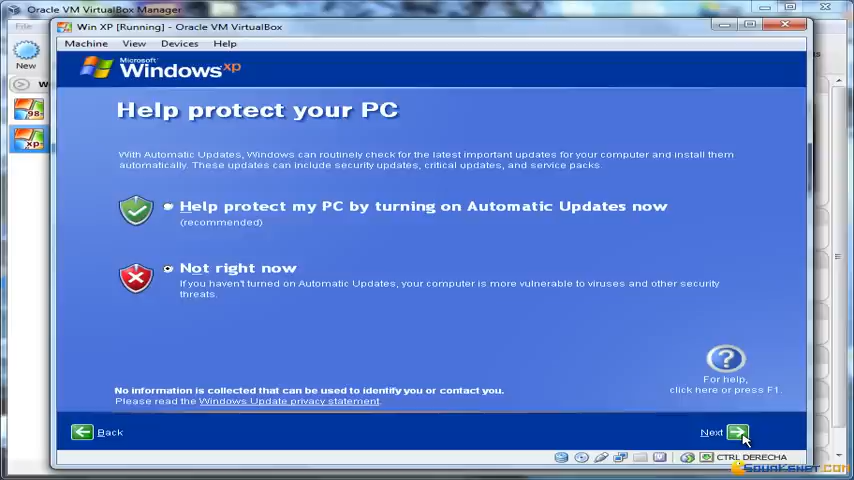 Oracle VM VirtualBox Manager
Win XP [Running] - Oracle VM VirtualBox
File
Machine View Devices Help
New
Microsoft
Windows xp
98
xp
Help protect your PC
With Automatic Updates, Windows can routinely check for the latest important updates for your computer and install them
automatically. These updates can include security updates, critical updates, and service packs.
Help protect my PC by turning on Automatic Updates now
(recommended)
Not right now
If you haven't turned on Automatic Updates, your computer is more vulnerable to viruses and other security
threats.
For help,
click here or press F1.
No information is collected that can be used to identify you or contact you.
Please read the Windows Update privacy statement.
Back
Next
CTRL DERECHA